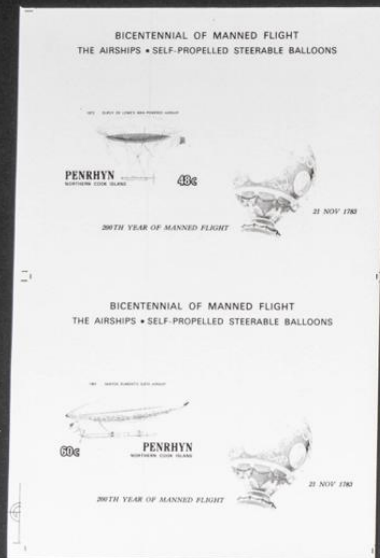 BICENTENNIAL OF MANNED FLIGHT
THE AIRSHIPS • SELF-PROPELLED STEERABLE BALLOONS
PENRHYN
NORTHERN COOK ISLAND
48c
21 NOV 1783
200TH YEAR OF MANNED FLIGHT
BICENTENNIAL OF MANNED FLIGHT
THE AIRSHIPS • SELF-PROPELLED STEERABLE BALLOONS
60c
PENRHYN
NORTHERN COOK ISLAND
21 NOV 1783
200TH YEAR OF MANNED FLIGHT